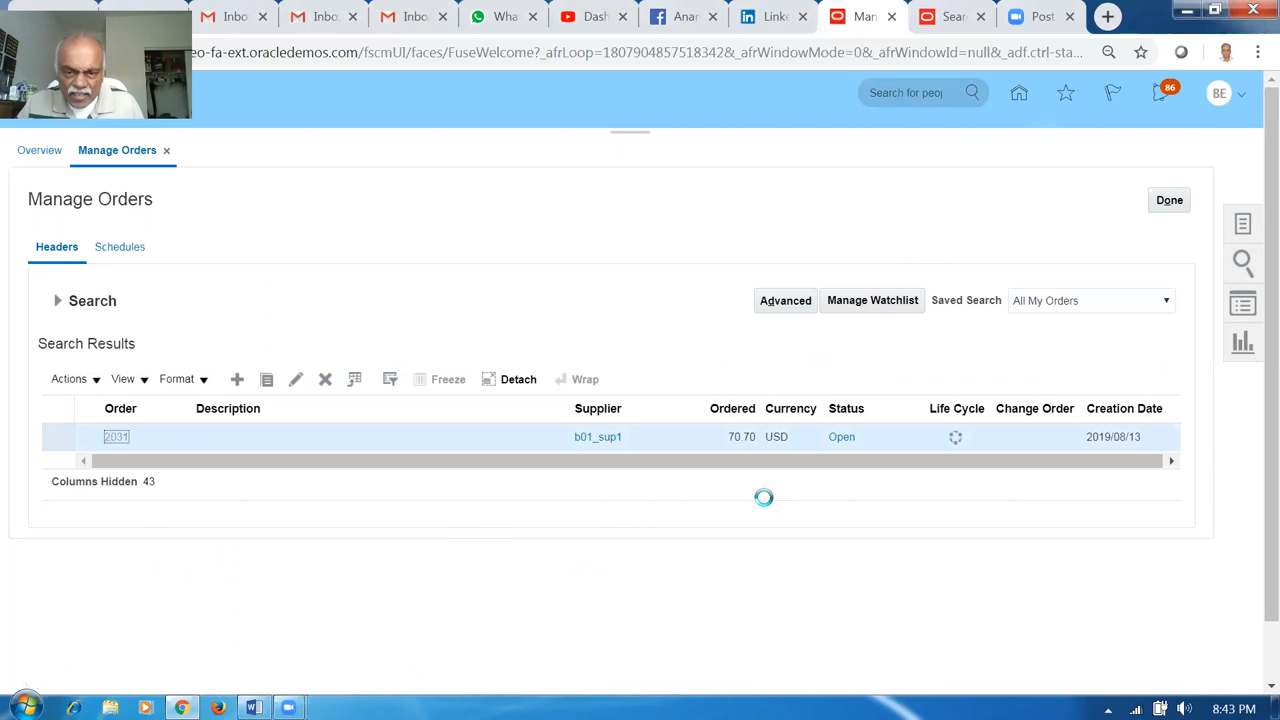 Inbo
Inbo
Inbo
What
Dash
Anar
Linke
Man
Sear
Post
eo-fa-ext.oracledemos.com/fscmUI/faces/FuseWelcome?_afrLoop=18179048575183428&_afrWindowMode=0&_afrWindowId=null&_adf.ctrl-sta...
Search for peop
86
BE
Overview
Manage Orders
Manage Orders
Done
Headers
Schedules
Search
Advanced
Manage Watchlist
Saved Search
All My Orders
Search Results
Actions
View
Format
Freeze
Detach
Wrap
Order Description Supplier Ordered Currency Status Life Cycle Change Order Creation Date
2031 b01_sup1 70.70 USD Open 2019/08/13
Columns Hidden 43
8:43 PM